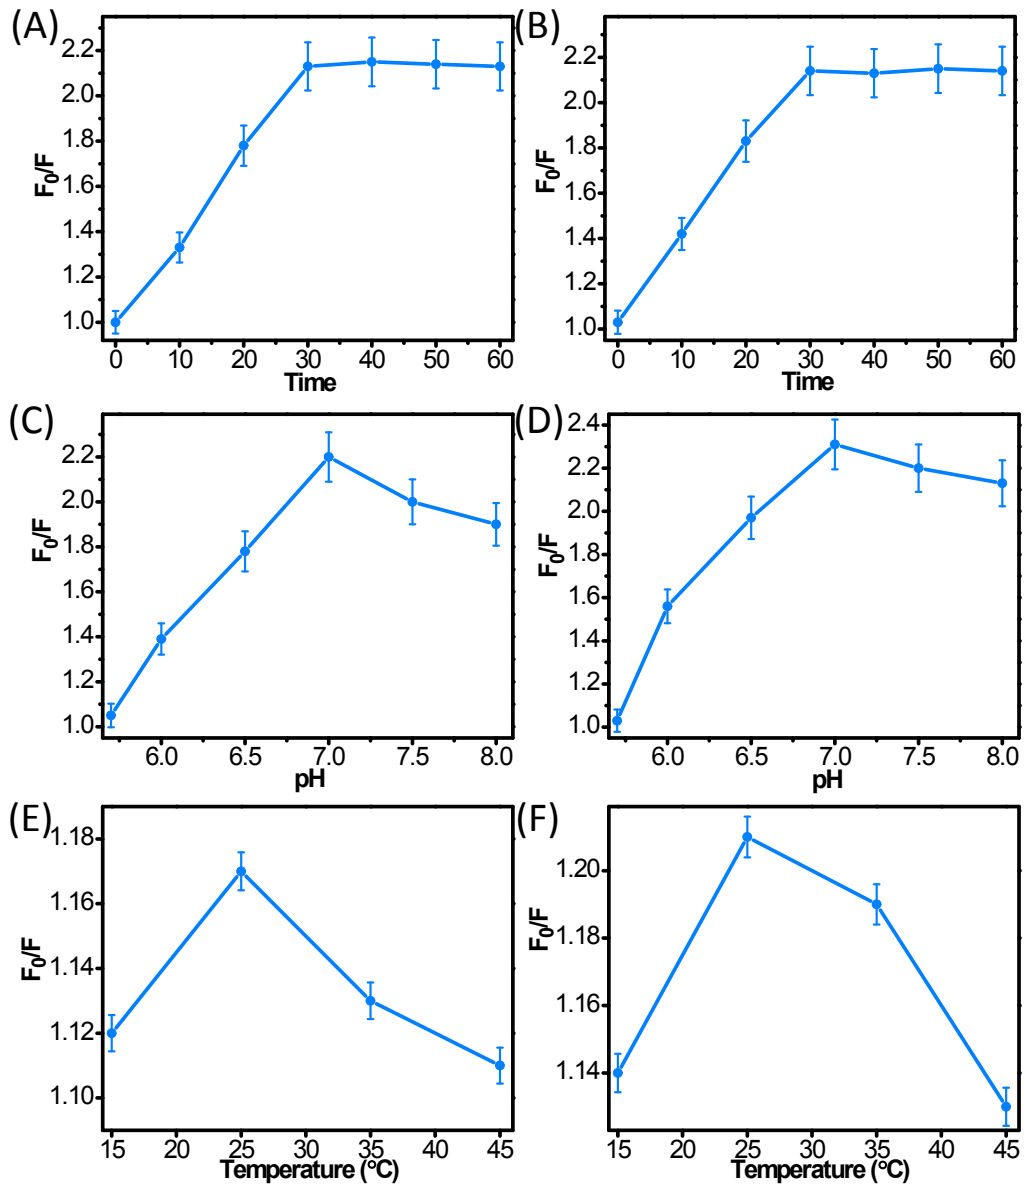 (A)
F0/F
2.2
2.0
1.8
1.6
1.4
1.2
1.0
0 10 20 30 40 50 60
Time
(B)
F0/F
2.2
2.0
1.8
1.6
1.4
1.2
1.0
0 10 20 30 40 50 60
Time
(C)
F0/F
2.2
2.0
1.8
1.6
1.4
1.2
1.0
6.0 6.5 7.0 7.5 8.0
pH
(D)
F0/F
2.4
2.2
2.0
1.8
1.6
1.4
1.2
1.0
6.0 6.5 7.0 7.5 8.0
pH
(E)
F0/F
1.18
1.16
1.14
1.12
1.10
15 20 25 30 35 40 45
Temperature (°C)
(F)
F0/F
1.20
1.18
1.16
1.14
15 20 25 30 35 40 45
Temperature (°C)